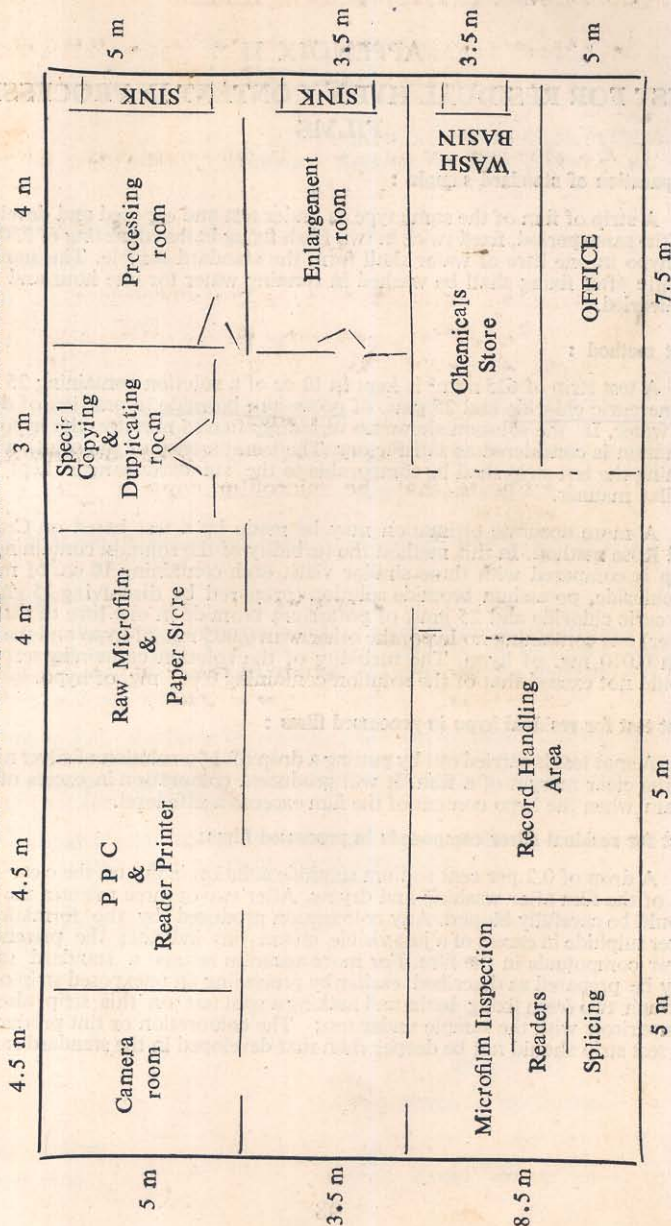 4.5 m 4.5 m 4 m 3 m 4 m
5 m
Camera
room
P P C
&
Reader Printer
Raw Microfilm
&
Paper Store
Special
Copying
&
Duplicating
room
Prccessing
room
SINK
5 m
3.5 m
Enlargement
room
SINK
3.5 m
8.5 m
Microfilm Inspection
Readers
Splicing
Record Handling
Area
Chemicals
Store
WASH
BASIN
3.5 m
OFFICE
5 m
5 m 5 m 7.5 m